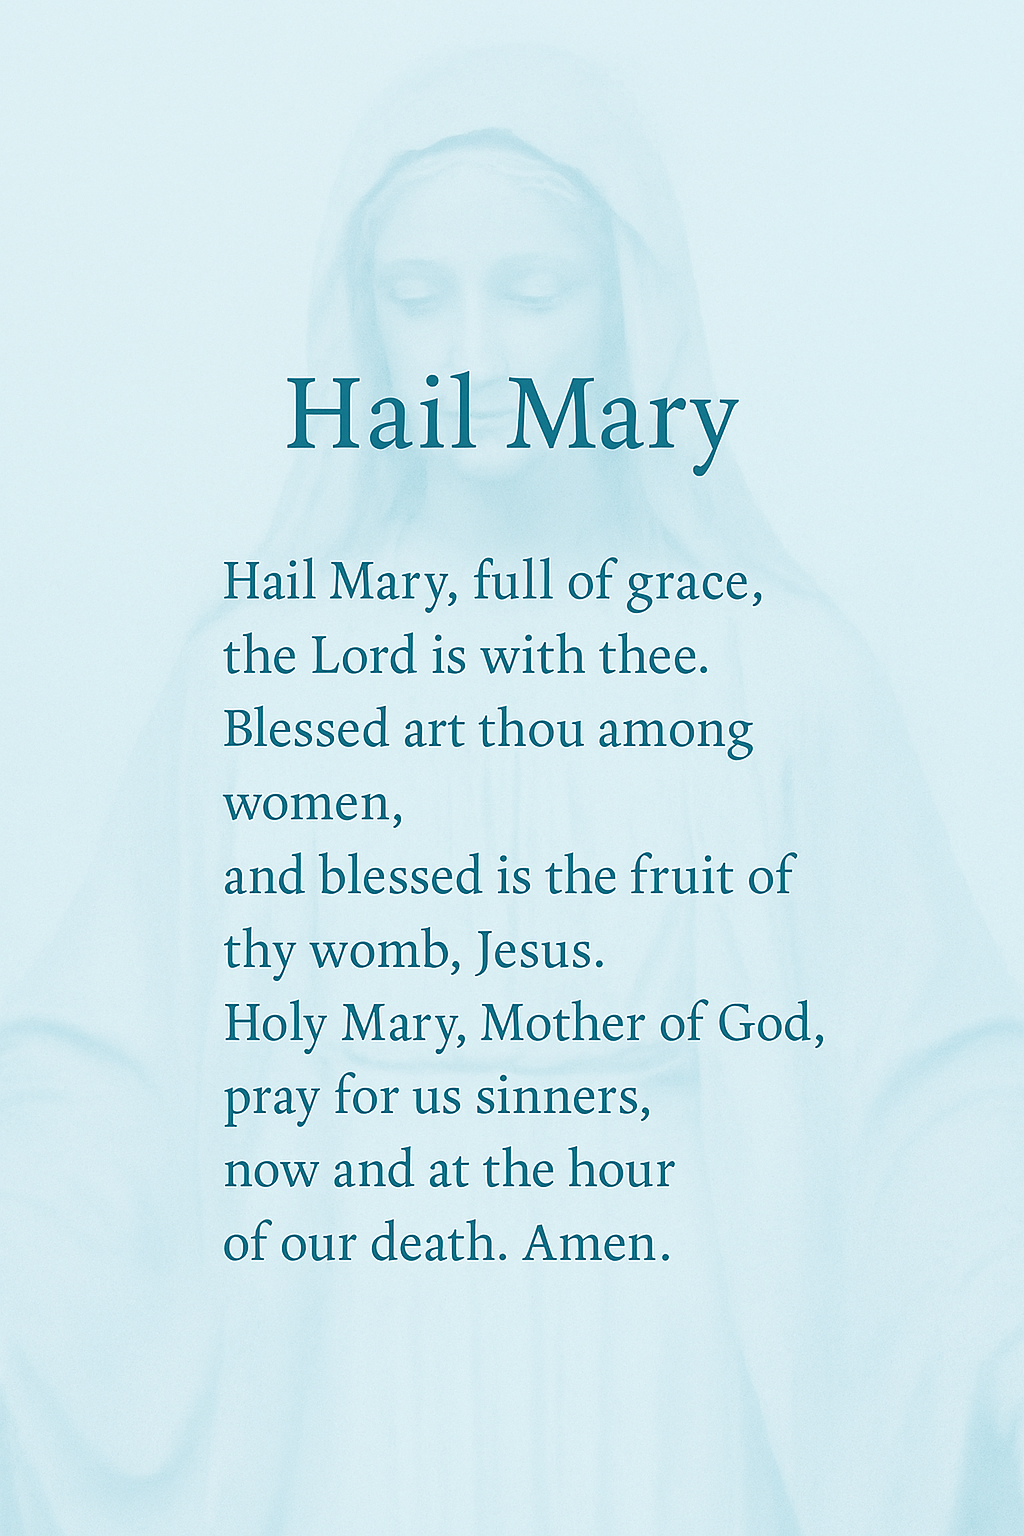 Hail Mary
Hail Mary, full of grace,
the Lord is with thee.
Blessed art thou among
women,
and blessed is the fruit of
thy womb, Jesus.
Holy Mary, Mother of God,
pray for us sinners,
now and at the hour
of our death. Amen.